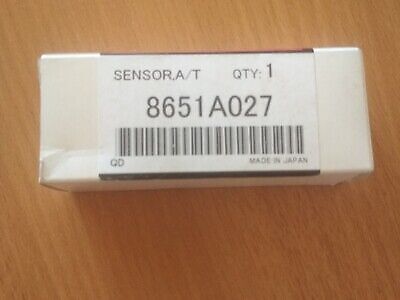 SENSOR,A/T QTY: 1
8651A027
QD MADE IN JAPAN